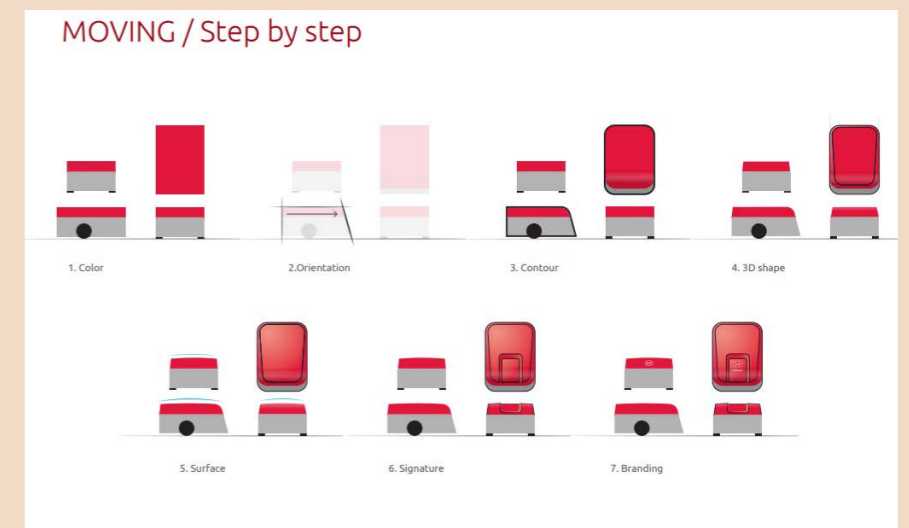 MOVING / Step by step
1. Color
2.Orientation
3. Contour
4. 3D shape
5. Surface
6. Signature
7. Branding